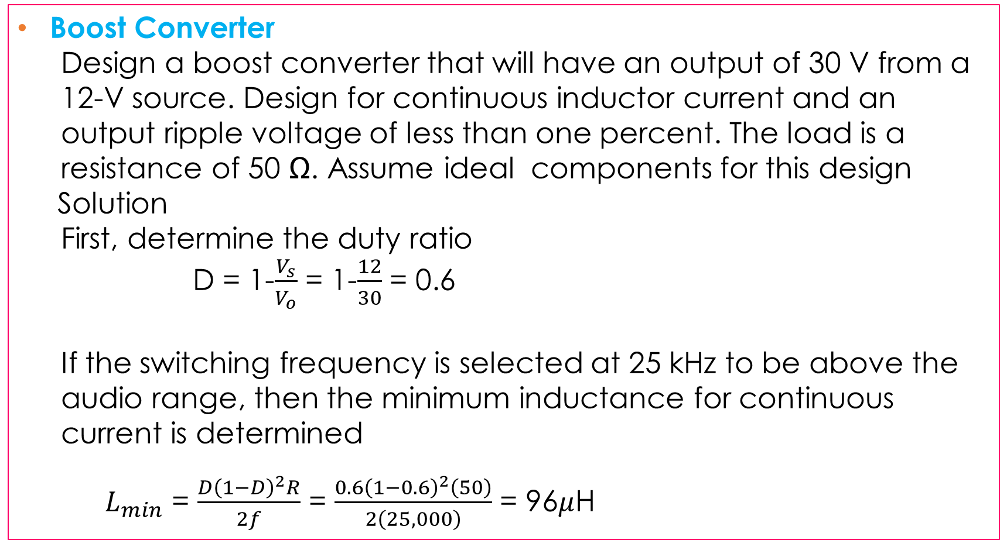 • Boost Converter
Design a boost converter that will have an output of 30 V from a
12-V source. Design for continuous inductor current and an
output ripple voltage of less than one percent. The load is a
resistance of 50 Ω. Assume ideal components for this design
Solution
First, determine the duty ratio
D = 1-\frac{V_s}{V_o} = 1-\frac{12}{30} = 0.6
If the switching frequency is selected at 25 kHz to be above the
audio range, then the minimum inductance for continuous
current is determined
L_{min} = \frac{D(1-D)^2R}{2f} = \frac{0.6(1-0.6)^2(50)}{2(25,000)} = 96μH